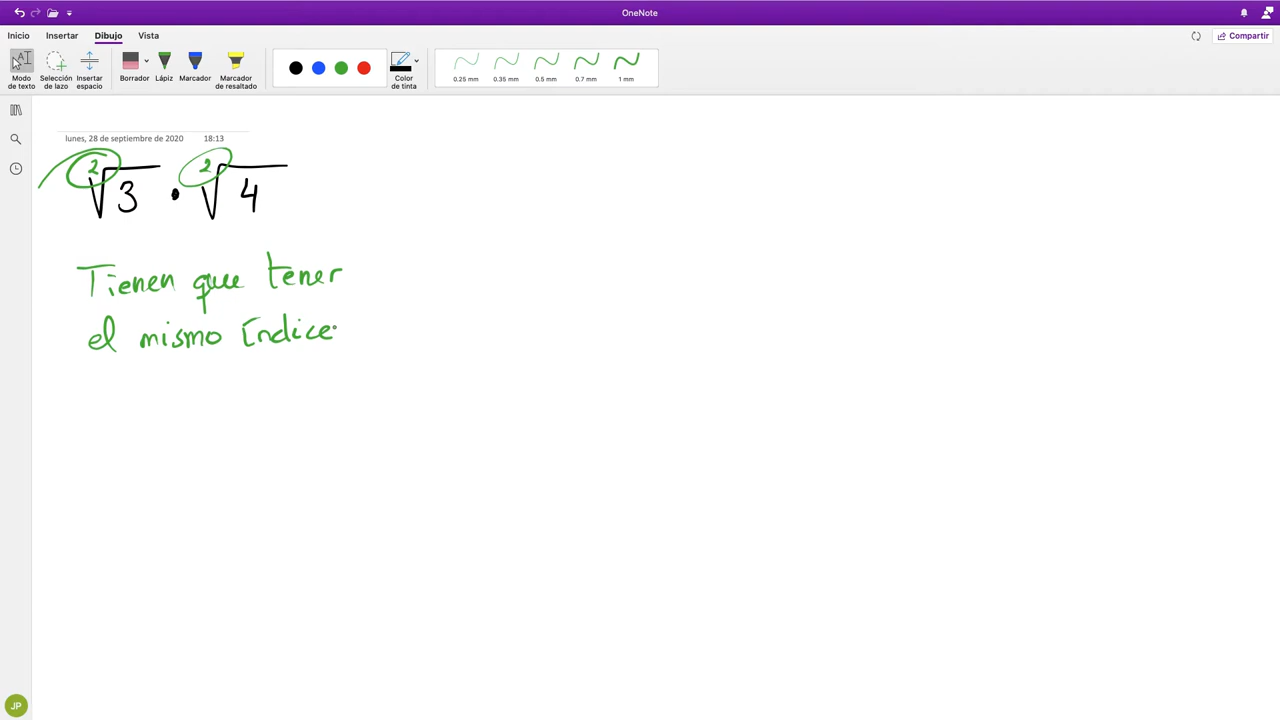 OneNote
Inicio Insertar Dibujo Vista Compartir
Modo de texto Selección de lazo Insertar espacio Borrador Lápiz Marcador Marcador de resaltado Color de tinta 0.25 mm 0.35 mm 0.5 mm 0.7 mm 1 mm
lunes, 28 de septiembre de 2020 18:13
²√3 · ²√4
Tienen que tener
el mismo índice
JP